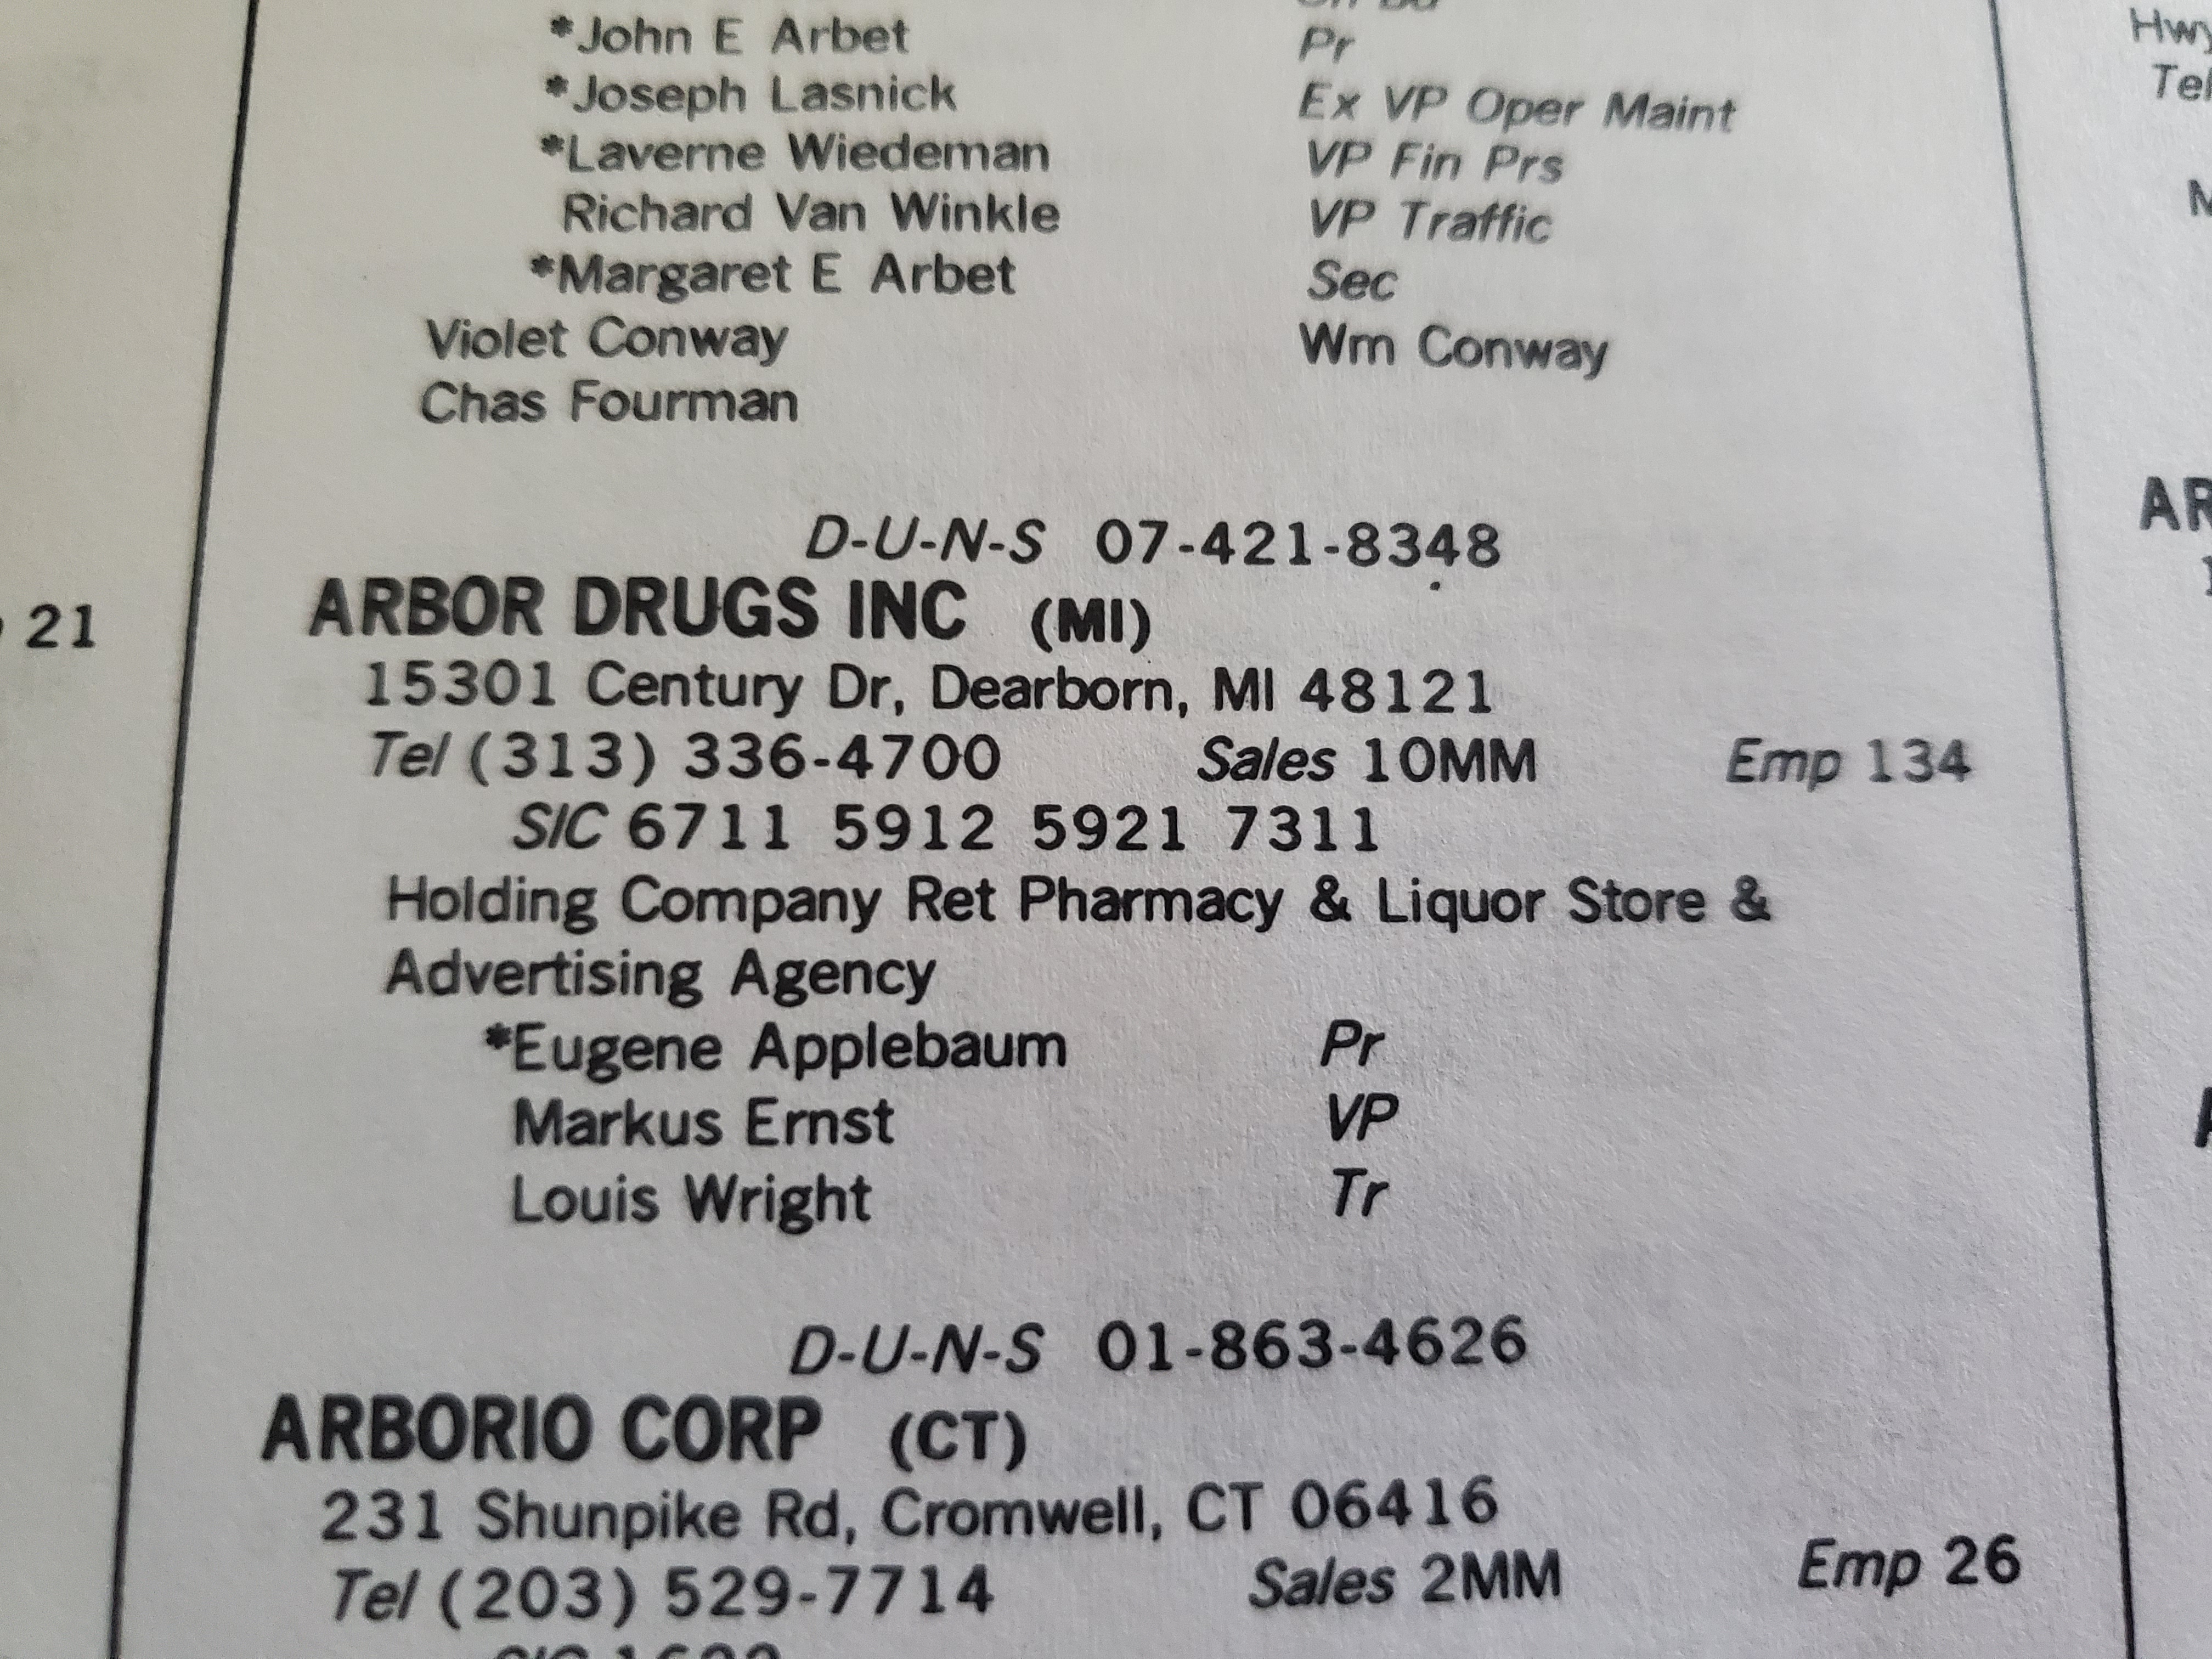 *John E Arbet Pr
*Joseph Lasnick Ex VP Oper Maint
*Laverne Wiedeman VP Fin Prs
Richard Van Winkle VP Traffic
*Margaret E Arbet Sec
Violet Conway Wm Conway
Chas Fourman
D-U-N-S 07-421-8348
ARBOR DRUGS INC (MI)
15301 Century Dr, Dearborn, MI 48121
Tel (313) 336-4700 Sales 10MM Emp 134
SIC 6711 5912 5921 7311
Holding Company Ret Pharmacy & Liquor Store &
Advertising Agency
*Eugene Applebaum Pr
Markus Ernst VP
Louis Wright Tr
D-U-N-S 01-863-4626
ARBORIO CORP (CT)
231 Shunpike Rd, Cromwell, CT 06416
Tel (203) 529-7714 Sales 2MM Emp 26
21
Hwy
Tel
AR